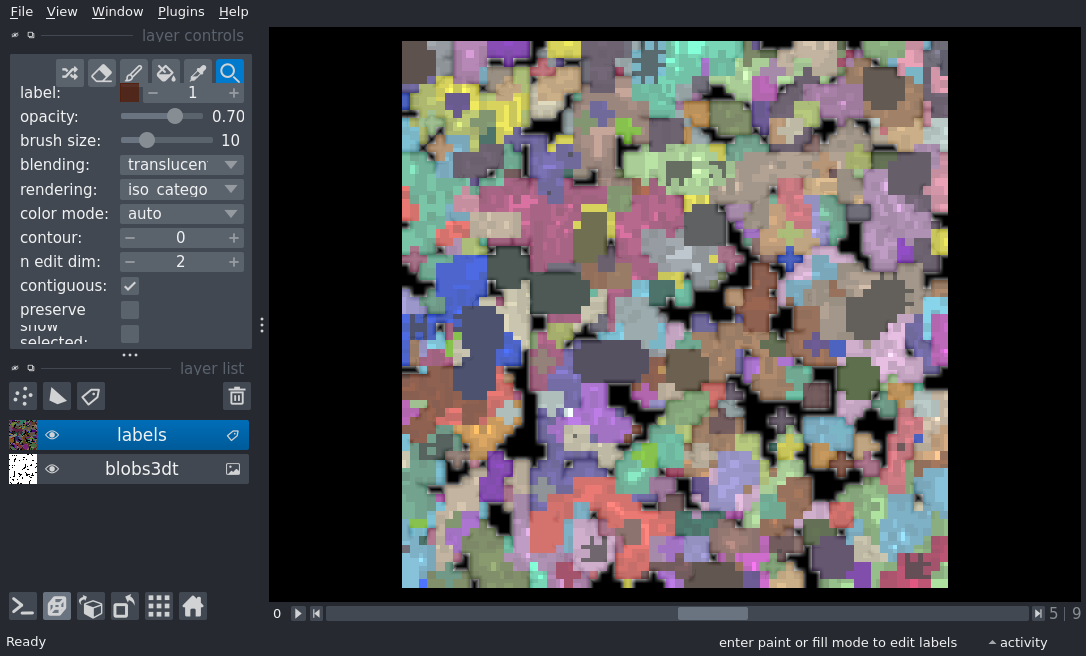 File View Window Plugins Help
layer controls
label: 1
opacity: 0.70
brush size: 10
blending: translucen
rendering: iso_catego
color mode: auto
contour: 0
n edit dim: 2
contiguous:
preserve
show
selected:
layer list
labels
blobs3dt
0 5 | 9
Ready enter paint or fill mode to edit labels activity